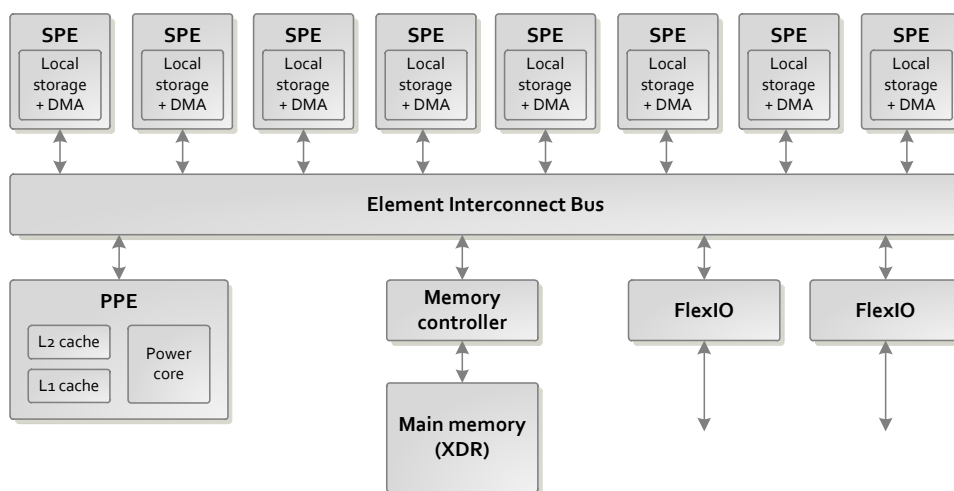 SPE
Local
storage
+ DMA
SPE
Local
storage
+ DMA
SPE
Local
storage
+ DMA
SPE
Local
storage
+ DMA
SPE
Local
storage
+ DMA
SPE
Local
storage
+ DMA
SPE
Local
storage
+ DMA
SPE
Local
storage
+ DMA
Element Interconnect Bus
PPE
L2 cache
L1 cache
Power
core
Memory
controller
FlexIO
FlexIO
Main memory
(XDR)